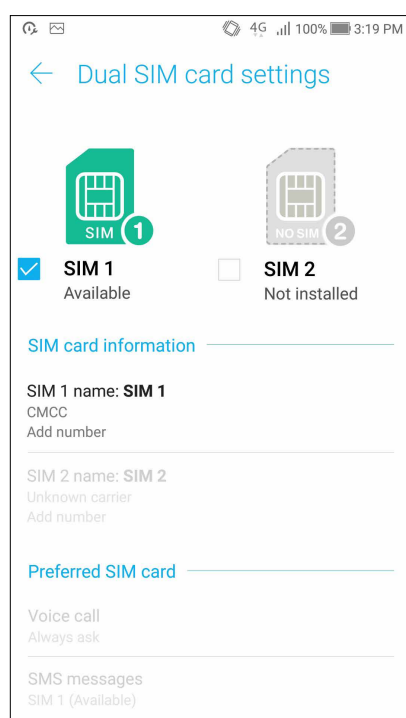 4G 100% 3:19 PM
Dual SIM card settings
SIM 1
NO SIM 2
SIM 1
Available
SIM 2
Not installed
SIM card information
SIM 1 name: SIM 1
CMCC
Add number
SIM 2 name: SIM 2
Unknown carrier
Add number
Preferred SIM card
Voice call
Always ask
SMS messages
SIM 1 (Available)